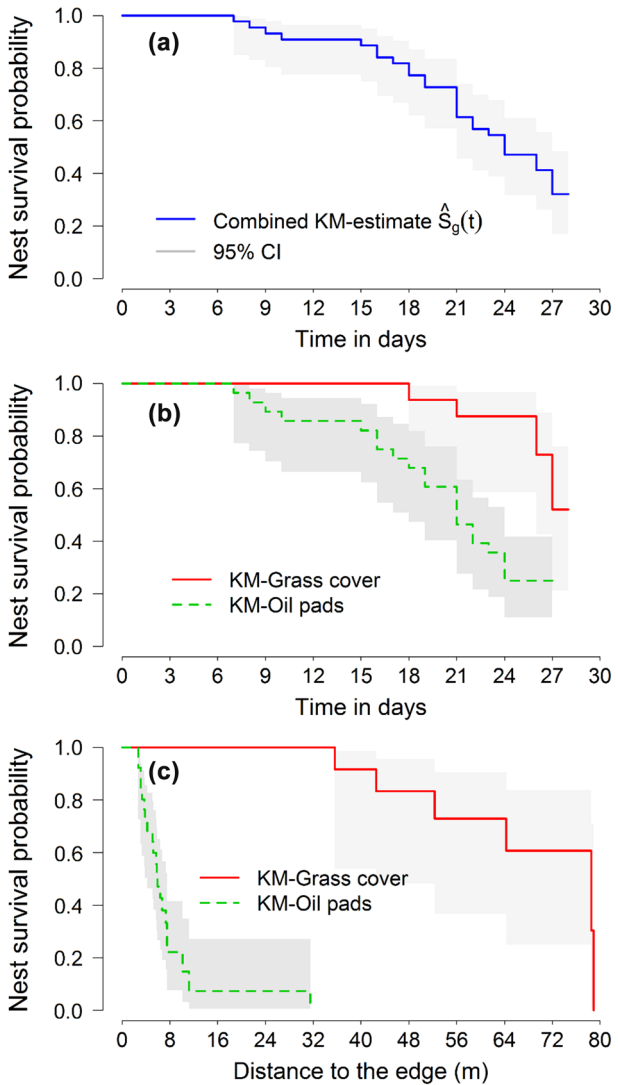 (a)
Nest survival probability
1.0
0.8
0.6
0.4
0.2
0.0
Combined KM-estimate Ŝg(t)
95% CI
0 3 6 9 12 15 18 21 24 27 30
Time in days
(b)
Nest survival probability
1.0
0.8
0.6
0.4
0.2
0.0
KM-Grass cover
KM-Oil pads
0 3 6 9 12 15 18 21 24 27 30
Time in days
(c)
Nest survival probability
1.0
0.8
0.6
0.4
0.2
0.0
KM-Grass cover
KM-Oil pads
0 8 16 24 32 40 48 56 64 72 80
Distance to the edge (m)